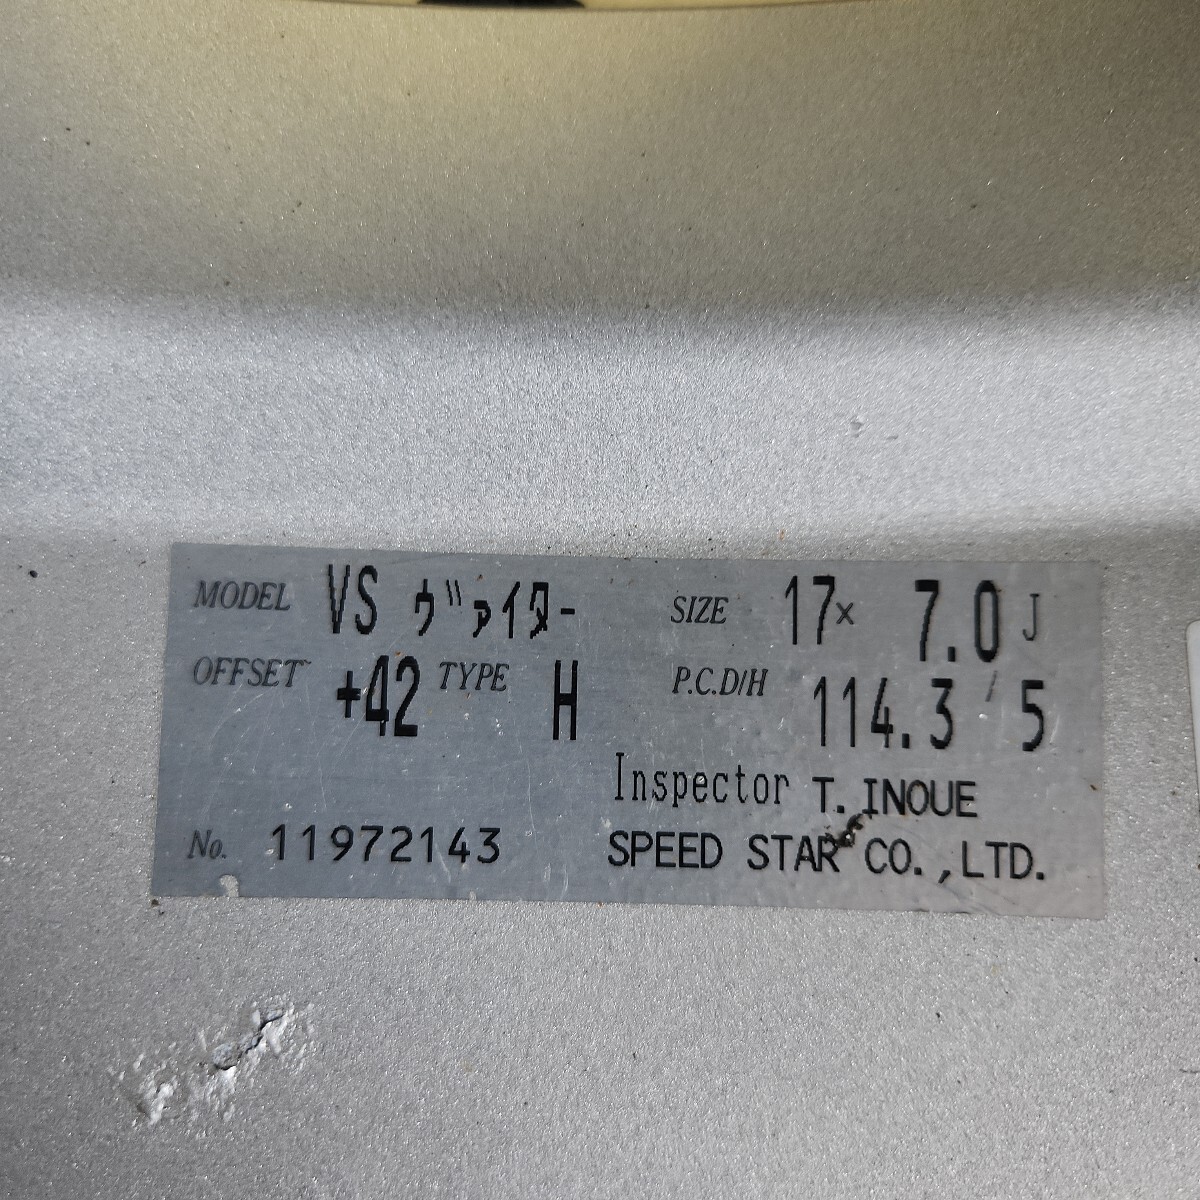 MODEL VS ヴァイター SIZE 17× 7.0 J
OFFSET +42 TYPE H P.C.D/H 114.3 / 5
Inspector T. INOUE
No. 11972143 SPEED STAR CO.,LTD.